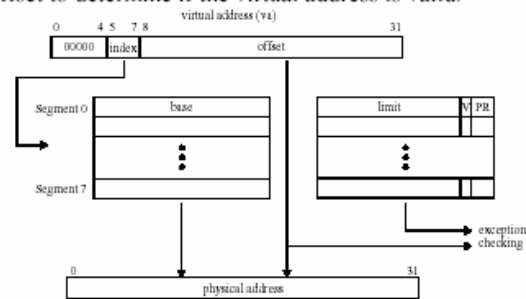 offset to determine if the virtual address is valid.
virtual address (va)
0 4 5 7 8 31
00000 index offset
Segment 0 base limit V PR
Segment 7
exception
checking
0 31
physical address